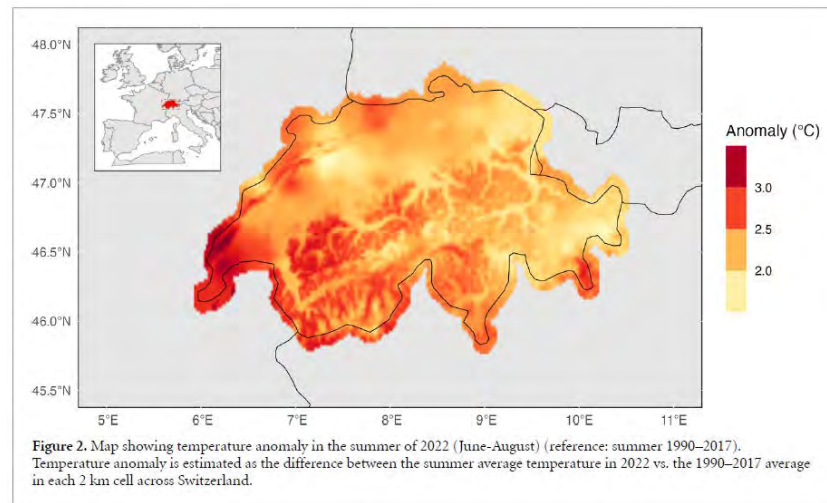 48.0°N
47.5°N
47.0°N
46.5°N
46.0°N
45.5°N
5°E 6°E 7°E 8°E 9°E 10°E 11°E
Anomaly (°C)
3.0
2.5
2.0
Figure 2. Map showing temperature anomaly in the summer of 2022 (June-August) (reference: summer 1990–2017).
Temperature anomaly is estimated as the difference between the summer average temperature in 2022 vs. the 1990–2017 average
in each 2 km cell across Switzerland.